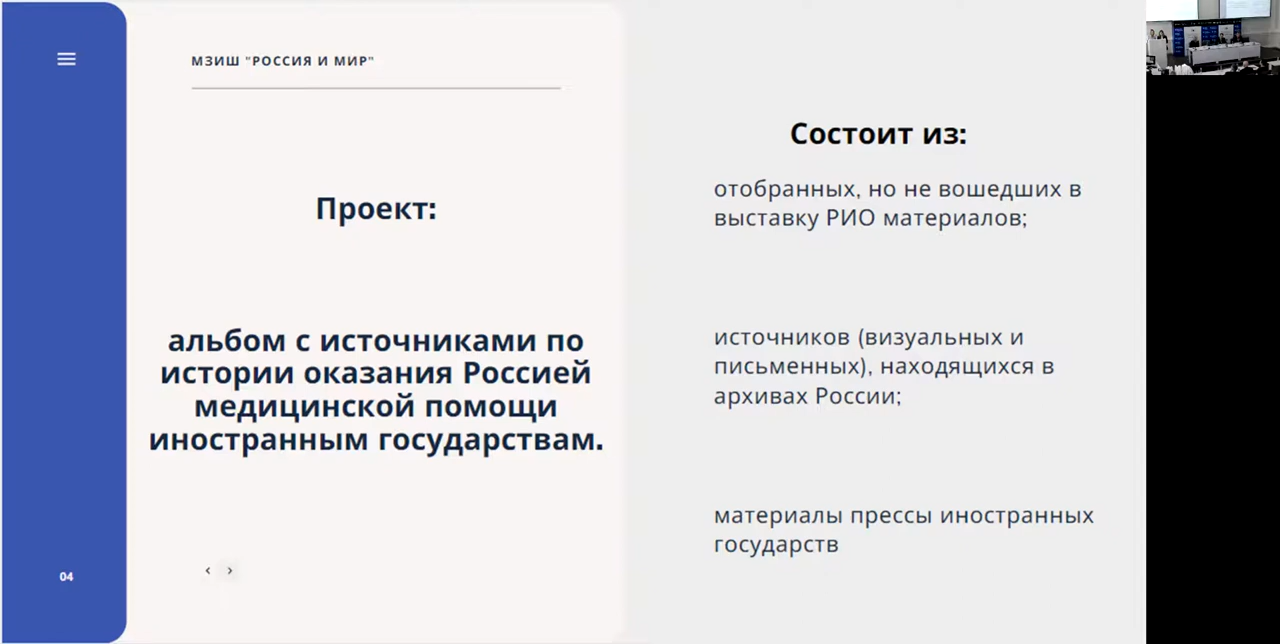 МЗИШ "РОССИЯ И МИР"
Проект:
альбом с источниками по
истории оказания Россией
медицинской помощи
иностранным государствам.
04
Состоит из:
отобранных, но не вошедших в
выставку РИО материалов;
источников (визуальных и
письменных), находящихся в
архивах России;
материалы прессы иностранных
государств